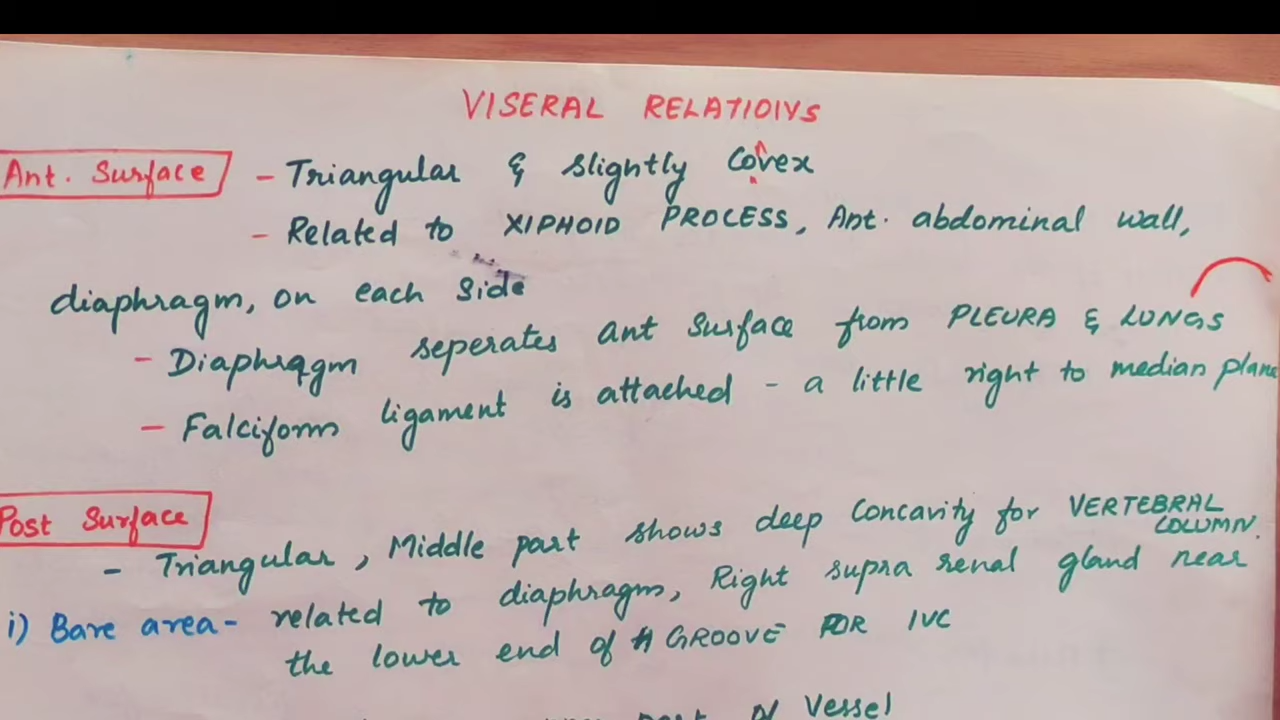 VISERAL RELATIONS
Ant. Surface - Triangular & slightly Covex
- Related to XIPHOID PROCESS, Ant. abdominal wall,
diaphragm, on each side
- Diaphragm seperates ant surface from PLEURA & LUNGS
- Falciform ligament is attached - a little right to median plane
Post Surface
- Triangular, Middle part shows deep Concavity for VERTEBRAL COLUMN.
i) Bare area- related to diaphragm, Right supra renal gland near
the lower end of GROOVE FOR IVC
part of Vessel